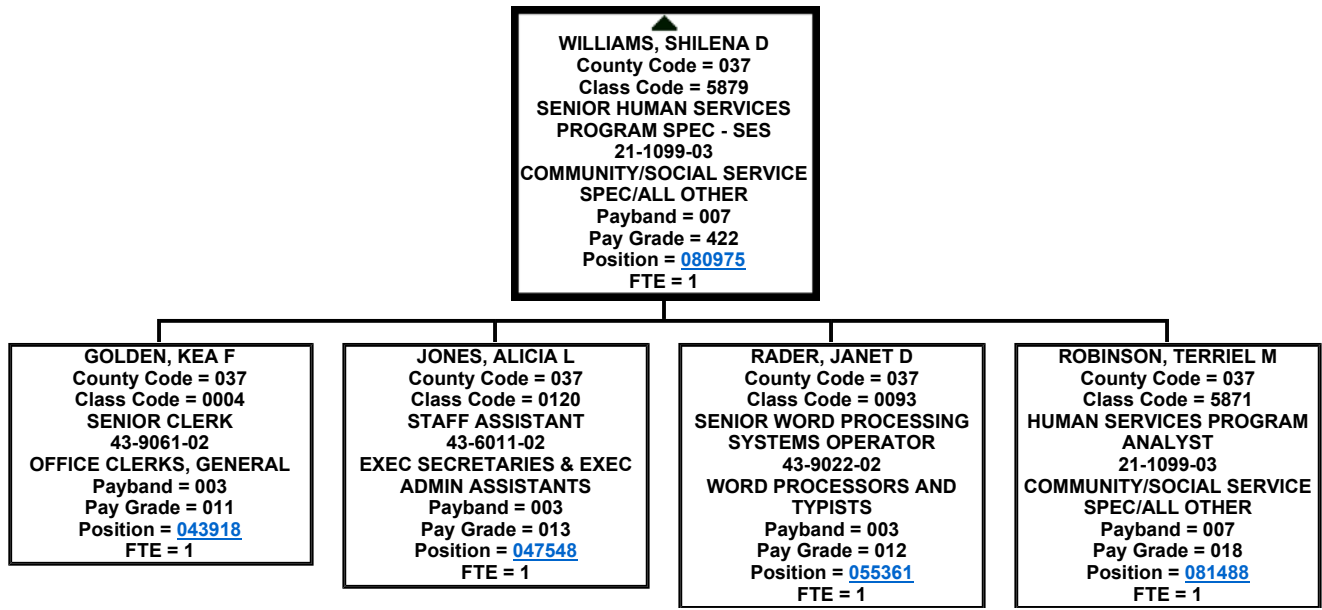 WILLIAMS, SHILENA D
County Code = 037
Class Code = 5879
SENIOR HUMAN SERVICES
PROGRAM SPEC - SES
21-1099-03
COMMUNITY/SOCIAL SERVICE
SPEC/ALL OTHER
Payband = 007
Pay Grade = 422
Position = 080975
FTE = 1
GOLDEN, KEA F
County Code = 037
Class Code = 0004
SENIOR CLERK
43-9061-02
OFFICE CLERKS, GENERAL
Payband = 003
Pay Grade = 011
Position = 043918
FTE = 1
JONES, ALICIA L
County Code = 037
Class Code = 0120
STAFF ASSISTANT
43-6011-02
EXEC SECRETARIES & EXEC
ADMIN ASSISTANTS
Payband = 003
Pay Grade = 013
Position = 047548
FTE = 1
RADER, JANET D
County Code = 037
Class Code = 0093
SENIOR WORD PROCESSING
SYSTEMS OPERATOR
43-9022-02
WORD PROCESSORS AND
TYPISTS
Payband = 003
Pay Grade = 012
Position = 055361
FTE = 1
ROBINSON, TERRIEL M
County Code = 037
Class Code = 5871
HUMAN SERVICES PROGRAM
ANALYST
21-1099-03
COMMUNITY/SOCIAL SERVICE
SPEC/ALL OTHER
Payband = 007
Pay Grade = 018
Position = 081488
FTE = 1